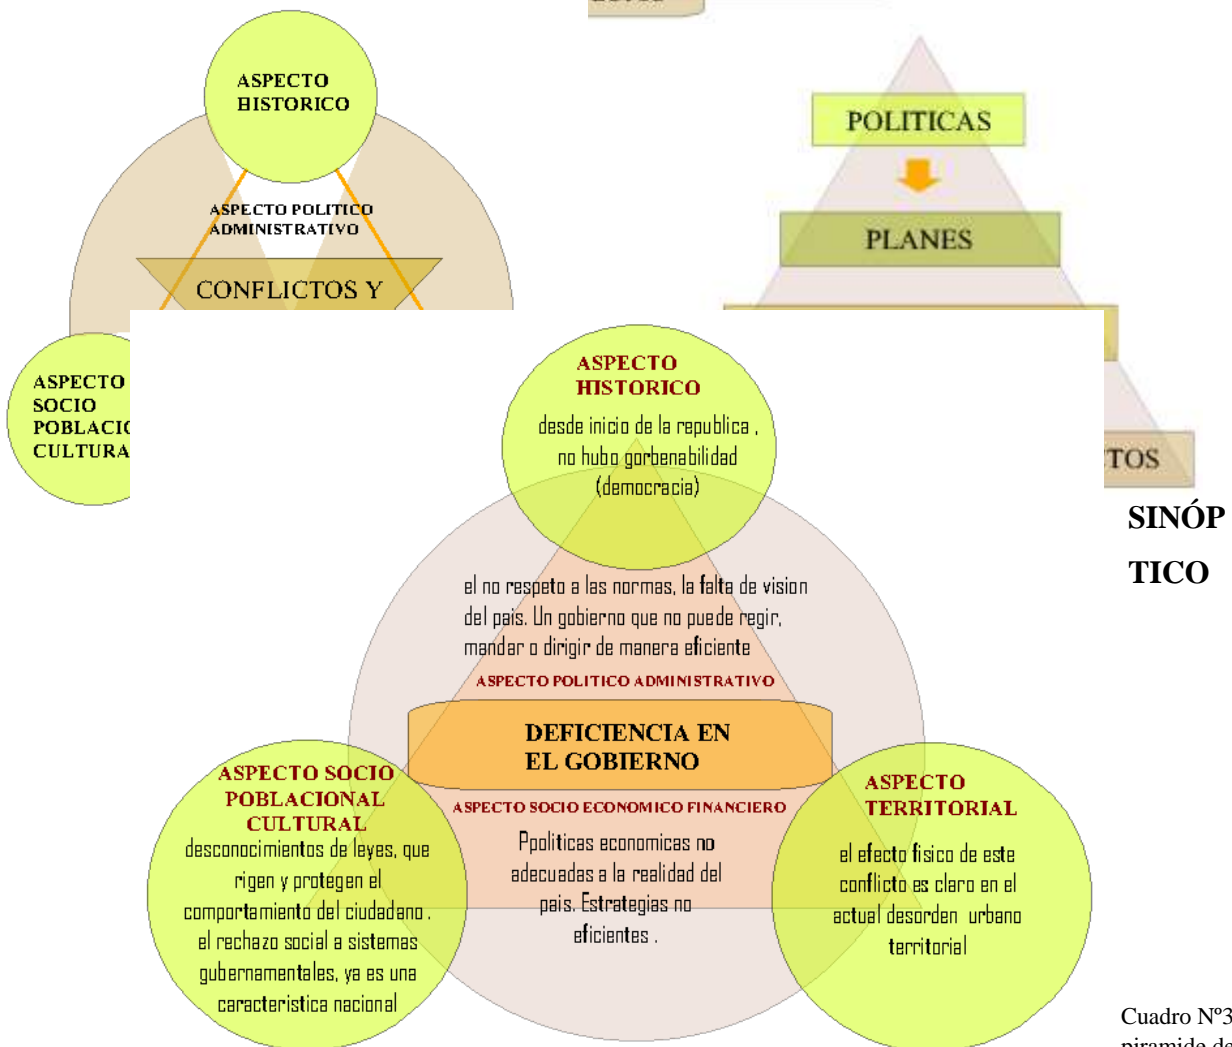 ASPECTO
HISTORICO
ASPECTO POLITICO
ADMINISTRATIVO
CONFLICTOS Y
ASPECTO
SOCIO
POLITICAS
PLANES
SINÓP
TICO
ASPECTO
HISTORICO
desde inicio de la republica .
no hubo gorbenabilidad
(democracia)
el no respeto a las normas, la falta de vision
del pais. Un gobierno que no puede regir,
mandar o dirigir de manera eficiente
ASPECTO POLITICO ADMINISTRATIVO
DEFICIENCIA EN
EL GOBIERNO
ASPECTO SOCIO ECONOMICO FINANCIERO
Ppoliticas economicas no
adecuadas a la realidad del
pais. Estrategias no
eficientes .
ASPECTO SOCIO
POBLACIONAL
CULTURAL
desconocimientos de leyes, que
rigen y protegen el
comportamiento del ciudadano .
el rechazo social a sistemas
gubernamentales, ya es una
caracteristica nacional
ASPECTO
TERRITORIAL
el efecto fisico de este
conflicto es claro en el
actual desorden urbano
territorial
Cuadro Nº3